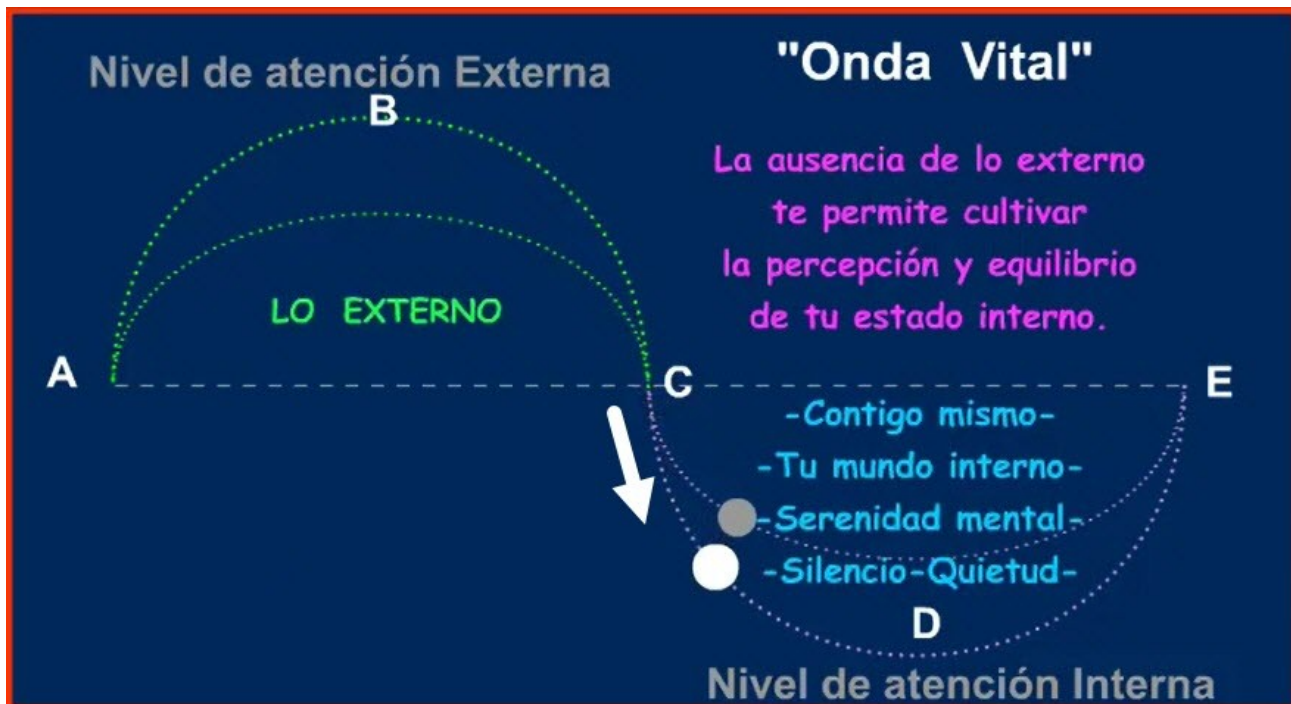 Nivel de atención Externa
"Onda Vital"
B
La ausencia de lo externo
te permite cultivar
la percepción y equilibrio
de tu estado interno.
LO EXTERNO
A
C
E
-Contigo mismo-
-Tu mundo interno-
-Serenidad mental-
-Silencio-Quietud-
D
Nivel de atención Interna